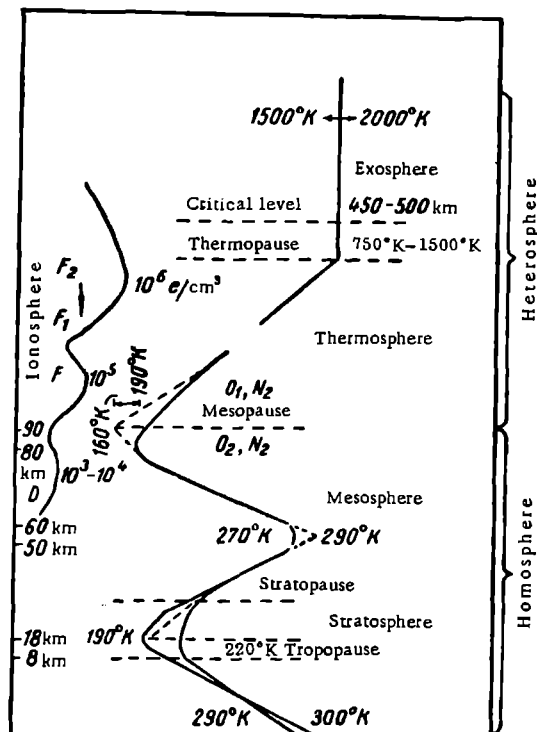 1500°K 2000°K
Exosphere
Critical level 450-500 km
Thermopause 750°K-1500°K
Heterosphere
Ionosphere
F₂
10⁶ e/cm³
F₁
Thermosphere
F 10⁵
190°K
160°K
O₁, N₂
Mesopause
90
O₂, N₂
80
km
10³-10⁴
D
Mesosphere
60 km
270°K 290°K
50 km
Homosphere
Stratopause
Stratosphere
18 km 190°K
220°K Tropopause
8 km
290°K 300°K